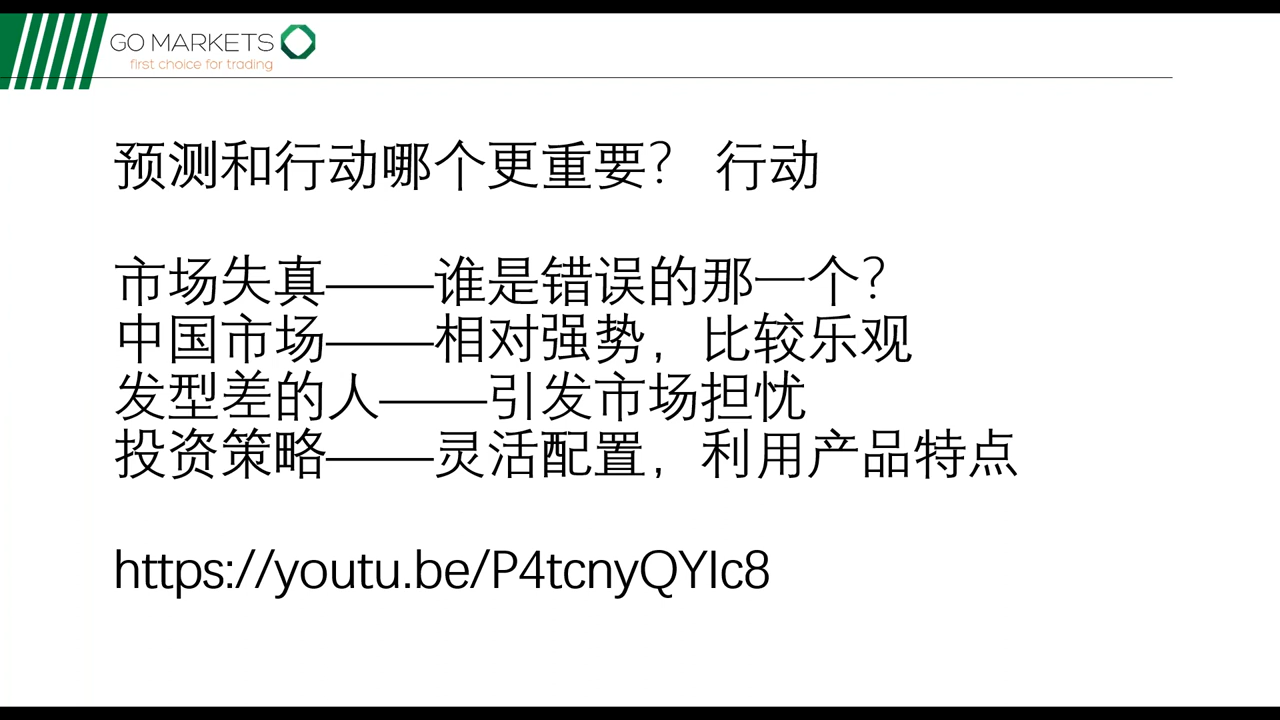 GO MARKETS
first choice for trading
预测和行动哪个更重要? 行动
市场失真——谁是错误的那一个?
中国市场——相对强势，比较乐观
发型差的人——引发市场担忧
投资策略——灵活配置，利用产品特点
https://youtu.be/P4tcnyQYIc8